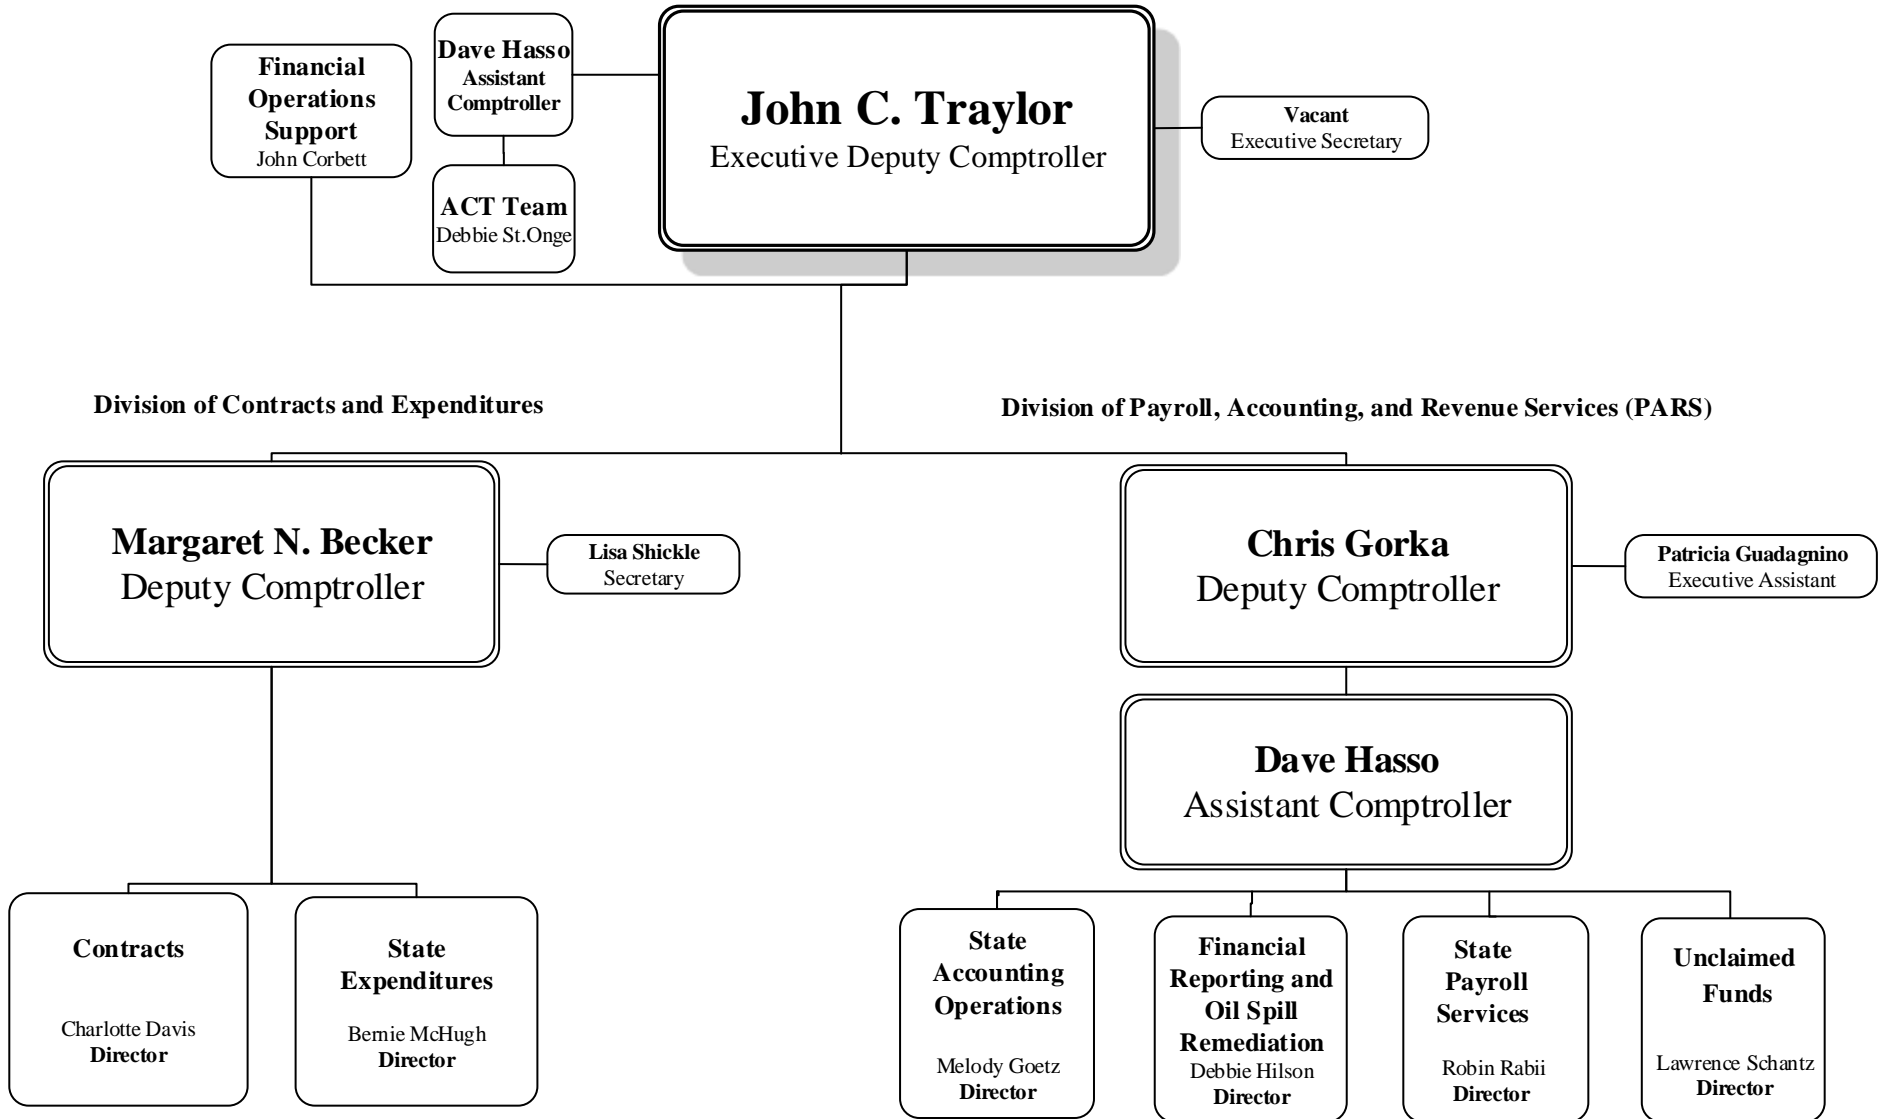 Financial
Operations
Support
John Corbett
Dave Hasso
Assistant
Comptroller
ACT Team
Debbie St.Onge
John C. Traylor
Executive Deputy Comptroller
Vacant
Executive Secretary
Division of Contracts and Expenditures
Division of Payroll, Accounting, and Revenue Services (PARS)
Margaret N. Becker
Deputy Comptroller
Lisa Shickle
Secretary
Chris Gorka
Deputy Comptroller
Patricia Guadagnino
Executive Assistant
Dave Hasso
Assistant Comptroller
Contracts
Charlotte Davis
Director
State
Expenditures
Bernie McHugh
Director
State
Accounting
Operations
Melody Goetz
Director
Financial
Reporting and
Oil Spill
Remediation
Debbie Hilson
Director
State
Payroll
Services
Robin Rabii
Director
Unclaimed
Funds
Lawrence Schantz
Director